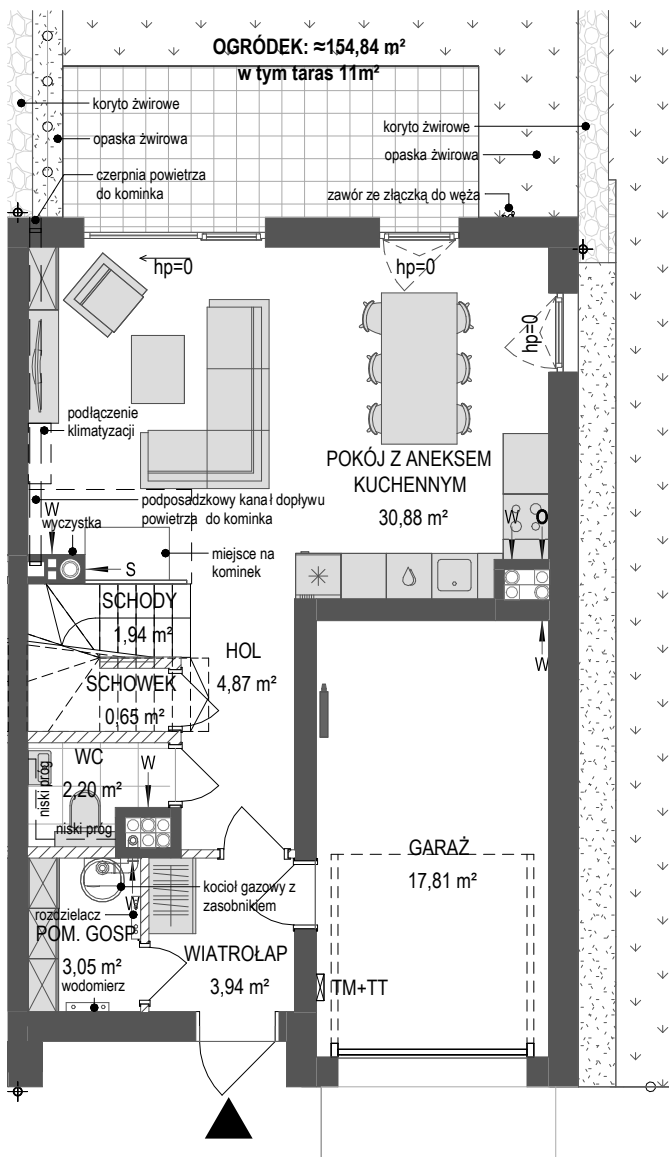 OGRÓDEK: ≈154,84 m²
w tym taras 11m²
koryto żwirowe
opaska żwirowa
czerpnia powietrza
do kominka
koryto żwirowe
opaska żwirowa
zawór ze złączką do węża
hp=0
hp=0
hp=0
podłączenie
klimatyzacji
POKÓJ Z ANEKSEM
KUCHENNYM
30,88 m²
podposadzkowy kanał dopływu
powietrza do kominka
W
wyczystka
miejsce na
kominek
S
W
O
W
SCHODY
1,94 m²
HOL
4,87 m²
SCHOWEK
0,65 m²
WC
2,20 m²
W
niski próg
niski próg
GARAŻ
17,81 m²
kocioł gazowy z
zasobnikiem
W
rozdzielacz
POM. GOSP.
3,05 m²
wodomierz
WIATROŁAP
3,94 m²
TM+TT